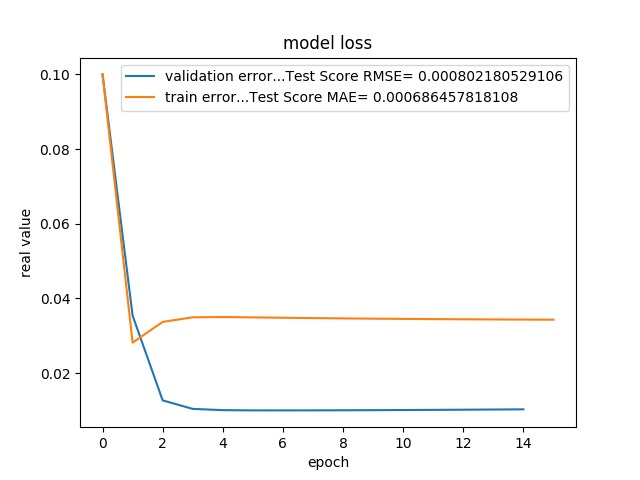 model loss
validation error...Test Score RMSE= 0.000802180529106
train error...Test Score MAE= 0.000686457818108
real value
0.10
0.08
0.06
0.04
0.02
0 2 4 6 8 10 12 14
epoch